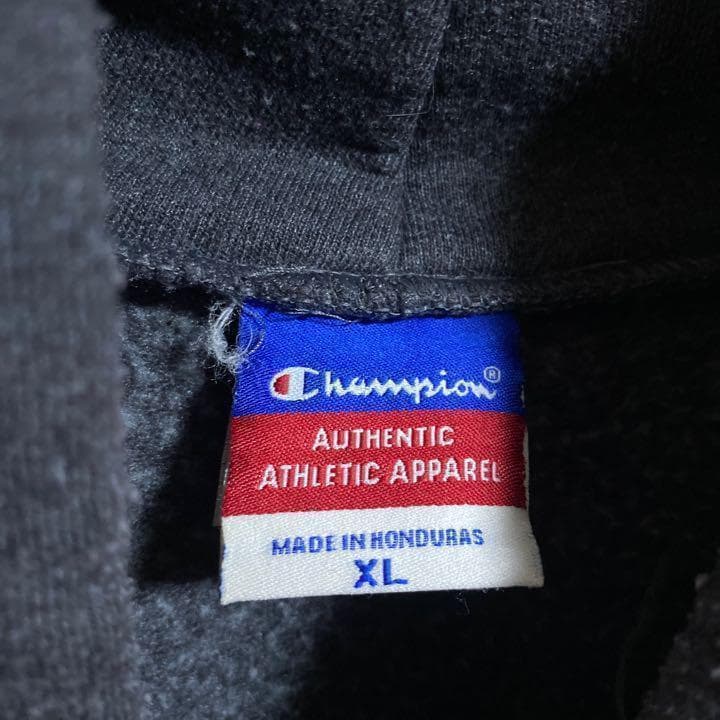 Champion®
AUTHENTIC
ATHLETIC APPAREL
MADE IN HONDURAS
XL